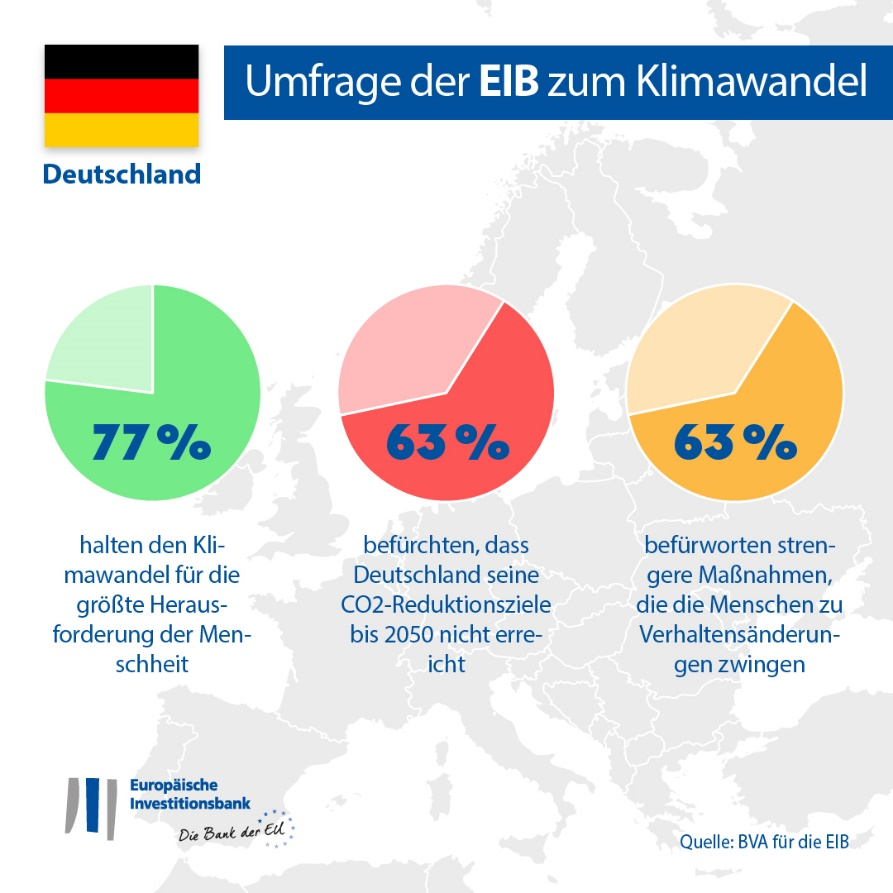 Umfrage der EIB zum Klimawandel
Deutschland
77 %
halten den Kli-
mawandel für die
größte Heraus-
forderung der Men-
schheit
63 %
befürchten, dass
Deutschland seine
CO2-Reduktionsziele
bis 2050 nicht erre-
icht
63 %
befürworten stren-
gere Maßnahmen,
die die Menschen zu
Verhaltensänderun-
gen zwingen
Europäische
Investitionsbank
Die Bank der EU
Quelle: BVA für die EIB